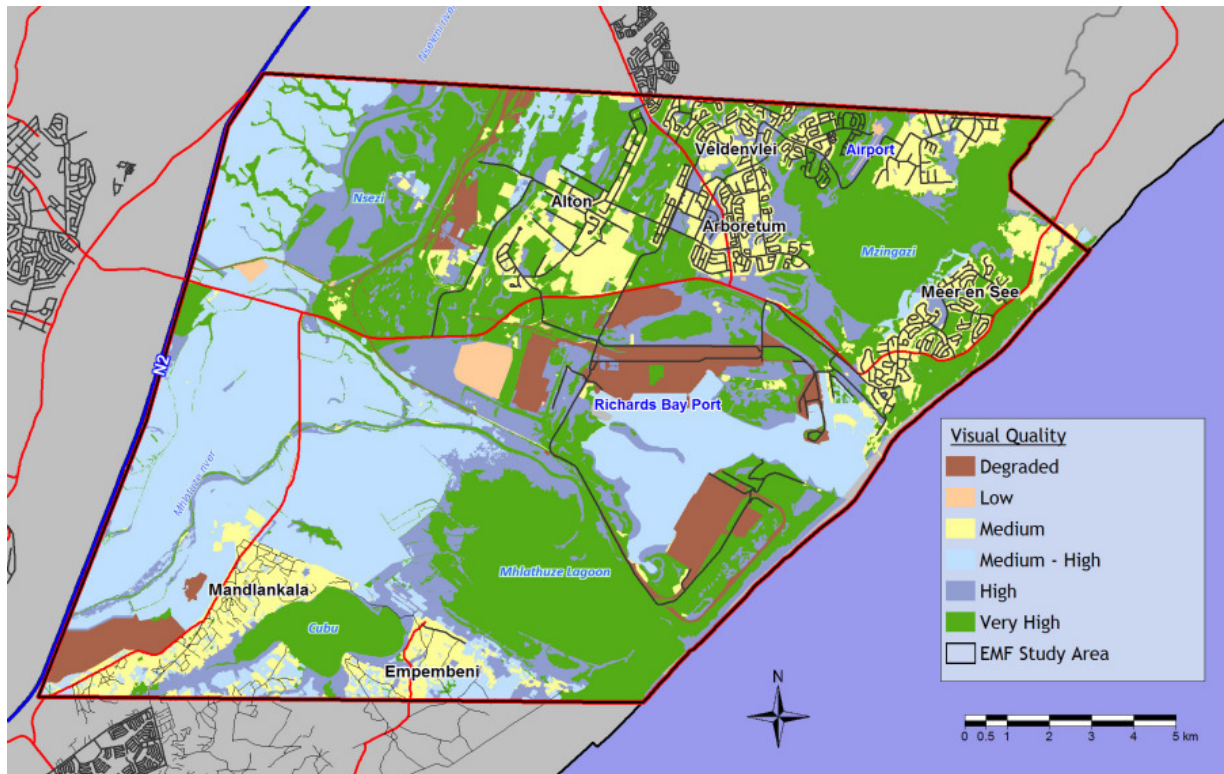 Nseleni river
Veldenvlei
Airport
Nsezi
Alton
Arboretum
Mzingazi
Meer en See
N2
Richards Bay Port
Mhlatuze river
Mhlathuze Lagoon
Mandlankala
Cubu
Empembeni
Visual Quality
Degraded
Low
Medium
Medium - High
High
Very High
EMF Study Area
N
0 0.5 1 2 3 4 5 km